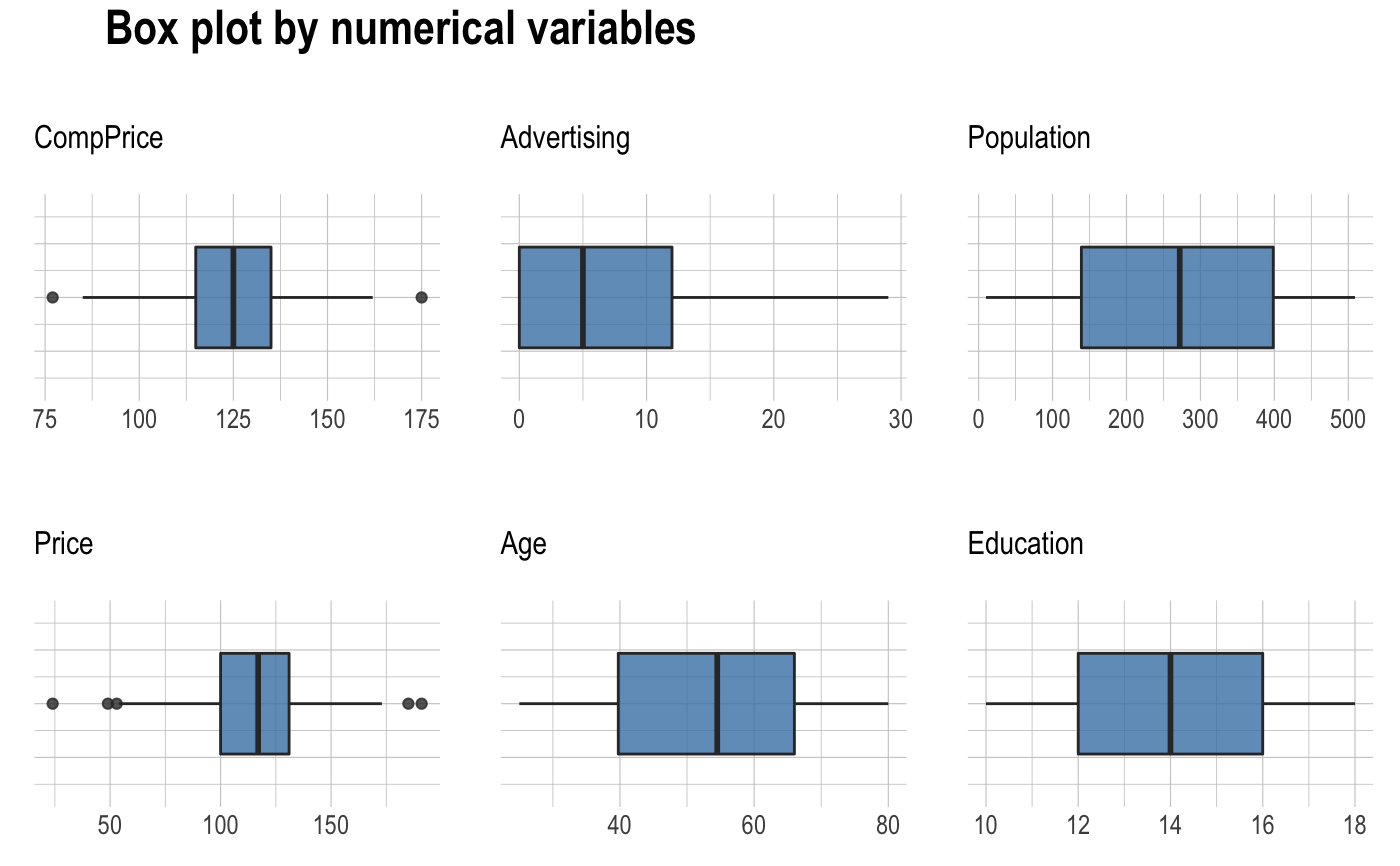 Box plot by numerical variables
CompPrice
Advertising
Population
75 100 125 150 175
0 10 20 30
0 100 200 300 400 500
Price
Age
Education
50 100 150
40 60 80
10 12 14 16 18